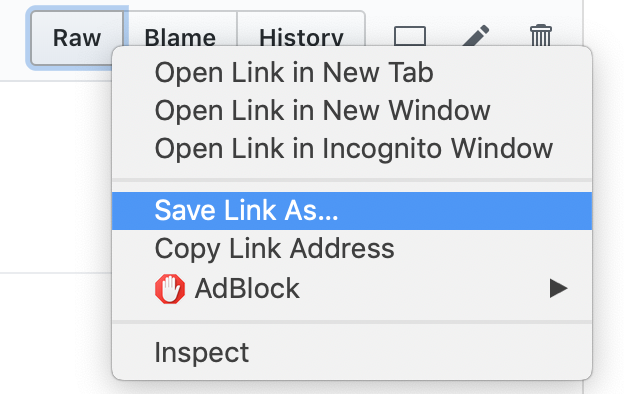 Raw Blame History
Open Link in New Tab
Open Link in New Window
Open Link in Incognito Window
Save Link As...
Copy Link Address
AdBlock
Inspect